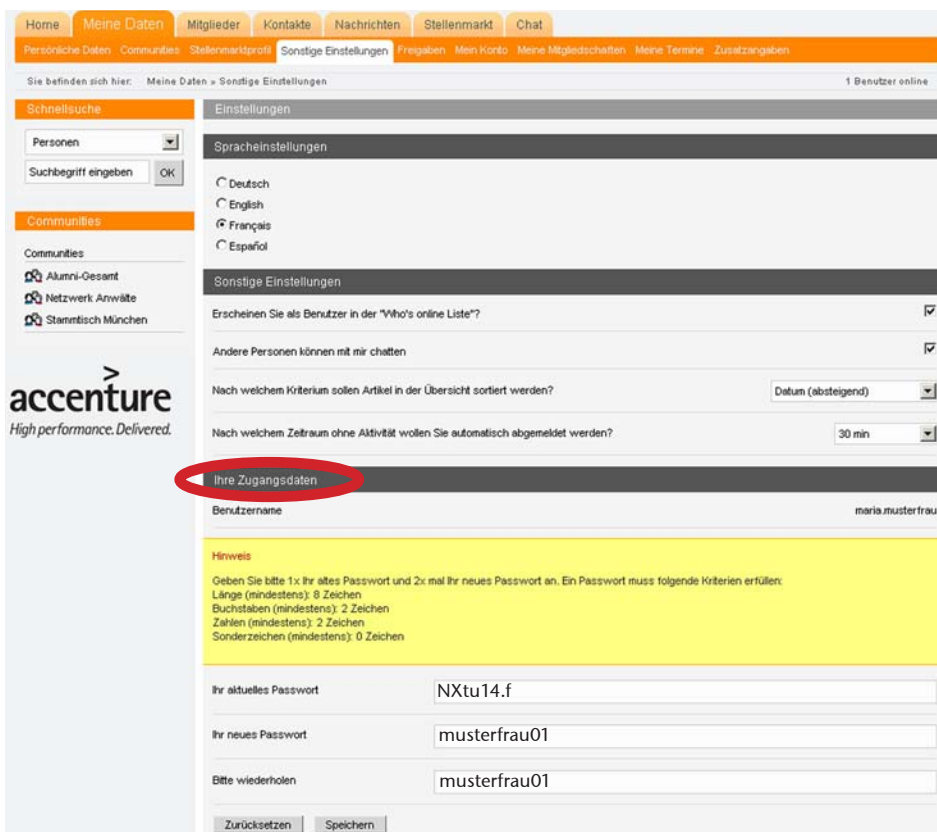 Home Meine Daten Mitglieder Kontakte Nachrichten Stellenmarkt Chat
Persönliche Daten Communities Stellenmarktprofil Sonstige Einstellungen Freigaben Mein Konto Meine Mitgliedschaften Meine Termine Zusatzangaben
Sie befinden sich hier: Meine Daten » Sonstige Einstellungen 1 Benutzer online
Schnellsuche
Personen
Suchbegriff eingeben OK
Communities
Communities
Alumni-Gesamt
Netzwerk Anwälte
Stammtisch München
accenture
High performance. Delivered.
Einstellungen
Spracheinstellungen
Deutsch
English
Français
Español
Sonstige Einstellungen
Erscheinen Sie als Benutzer in der "Who's online Liste"?
Andere Personen können mit mir chatten
Nach welchem Kriterium sollen Artikel in der Übersicht sortiert werden? Datum (absteigend)
Nach welchem Zeitraum ohne Aktivität wollen Sie automatisch abgemeldet werden? 30 min
Ihre Zugangsdaten
Benutzername maria.musterfrau
Hinweis
Geben Sie bitte 1x Ihr altes Passwort und 2x mal Ihr neues Passwort an. Ein Passwort muss folgende Kriterien erfüllen:
Länge (mindestens): 8 Zeichen
Buchstaben (mindestens): 2 Zeichen
Zahlen (mindestens): 2 Zeichen
Sonderzeichen (mindestens): 0 Zeichen
Ihr aktuelles Passwort NXtu14.f
Ihr neues Passwort musterfrau01
Bitte wiederholen musterfrau01
Zurücksetzen Speichern